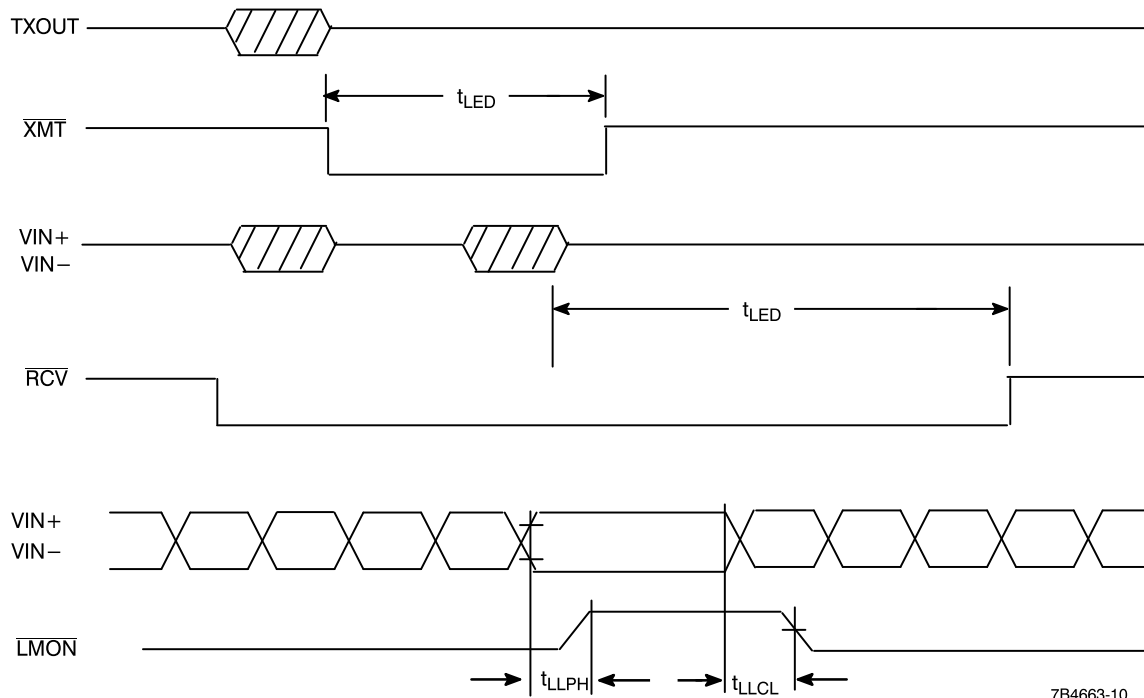 TXOUT
t_LED
XMT
VIN+
VIN−
t_LED
RCV
VIN+
VIN−
LMON
t_LLPH
t_LLCL
7B4663-10